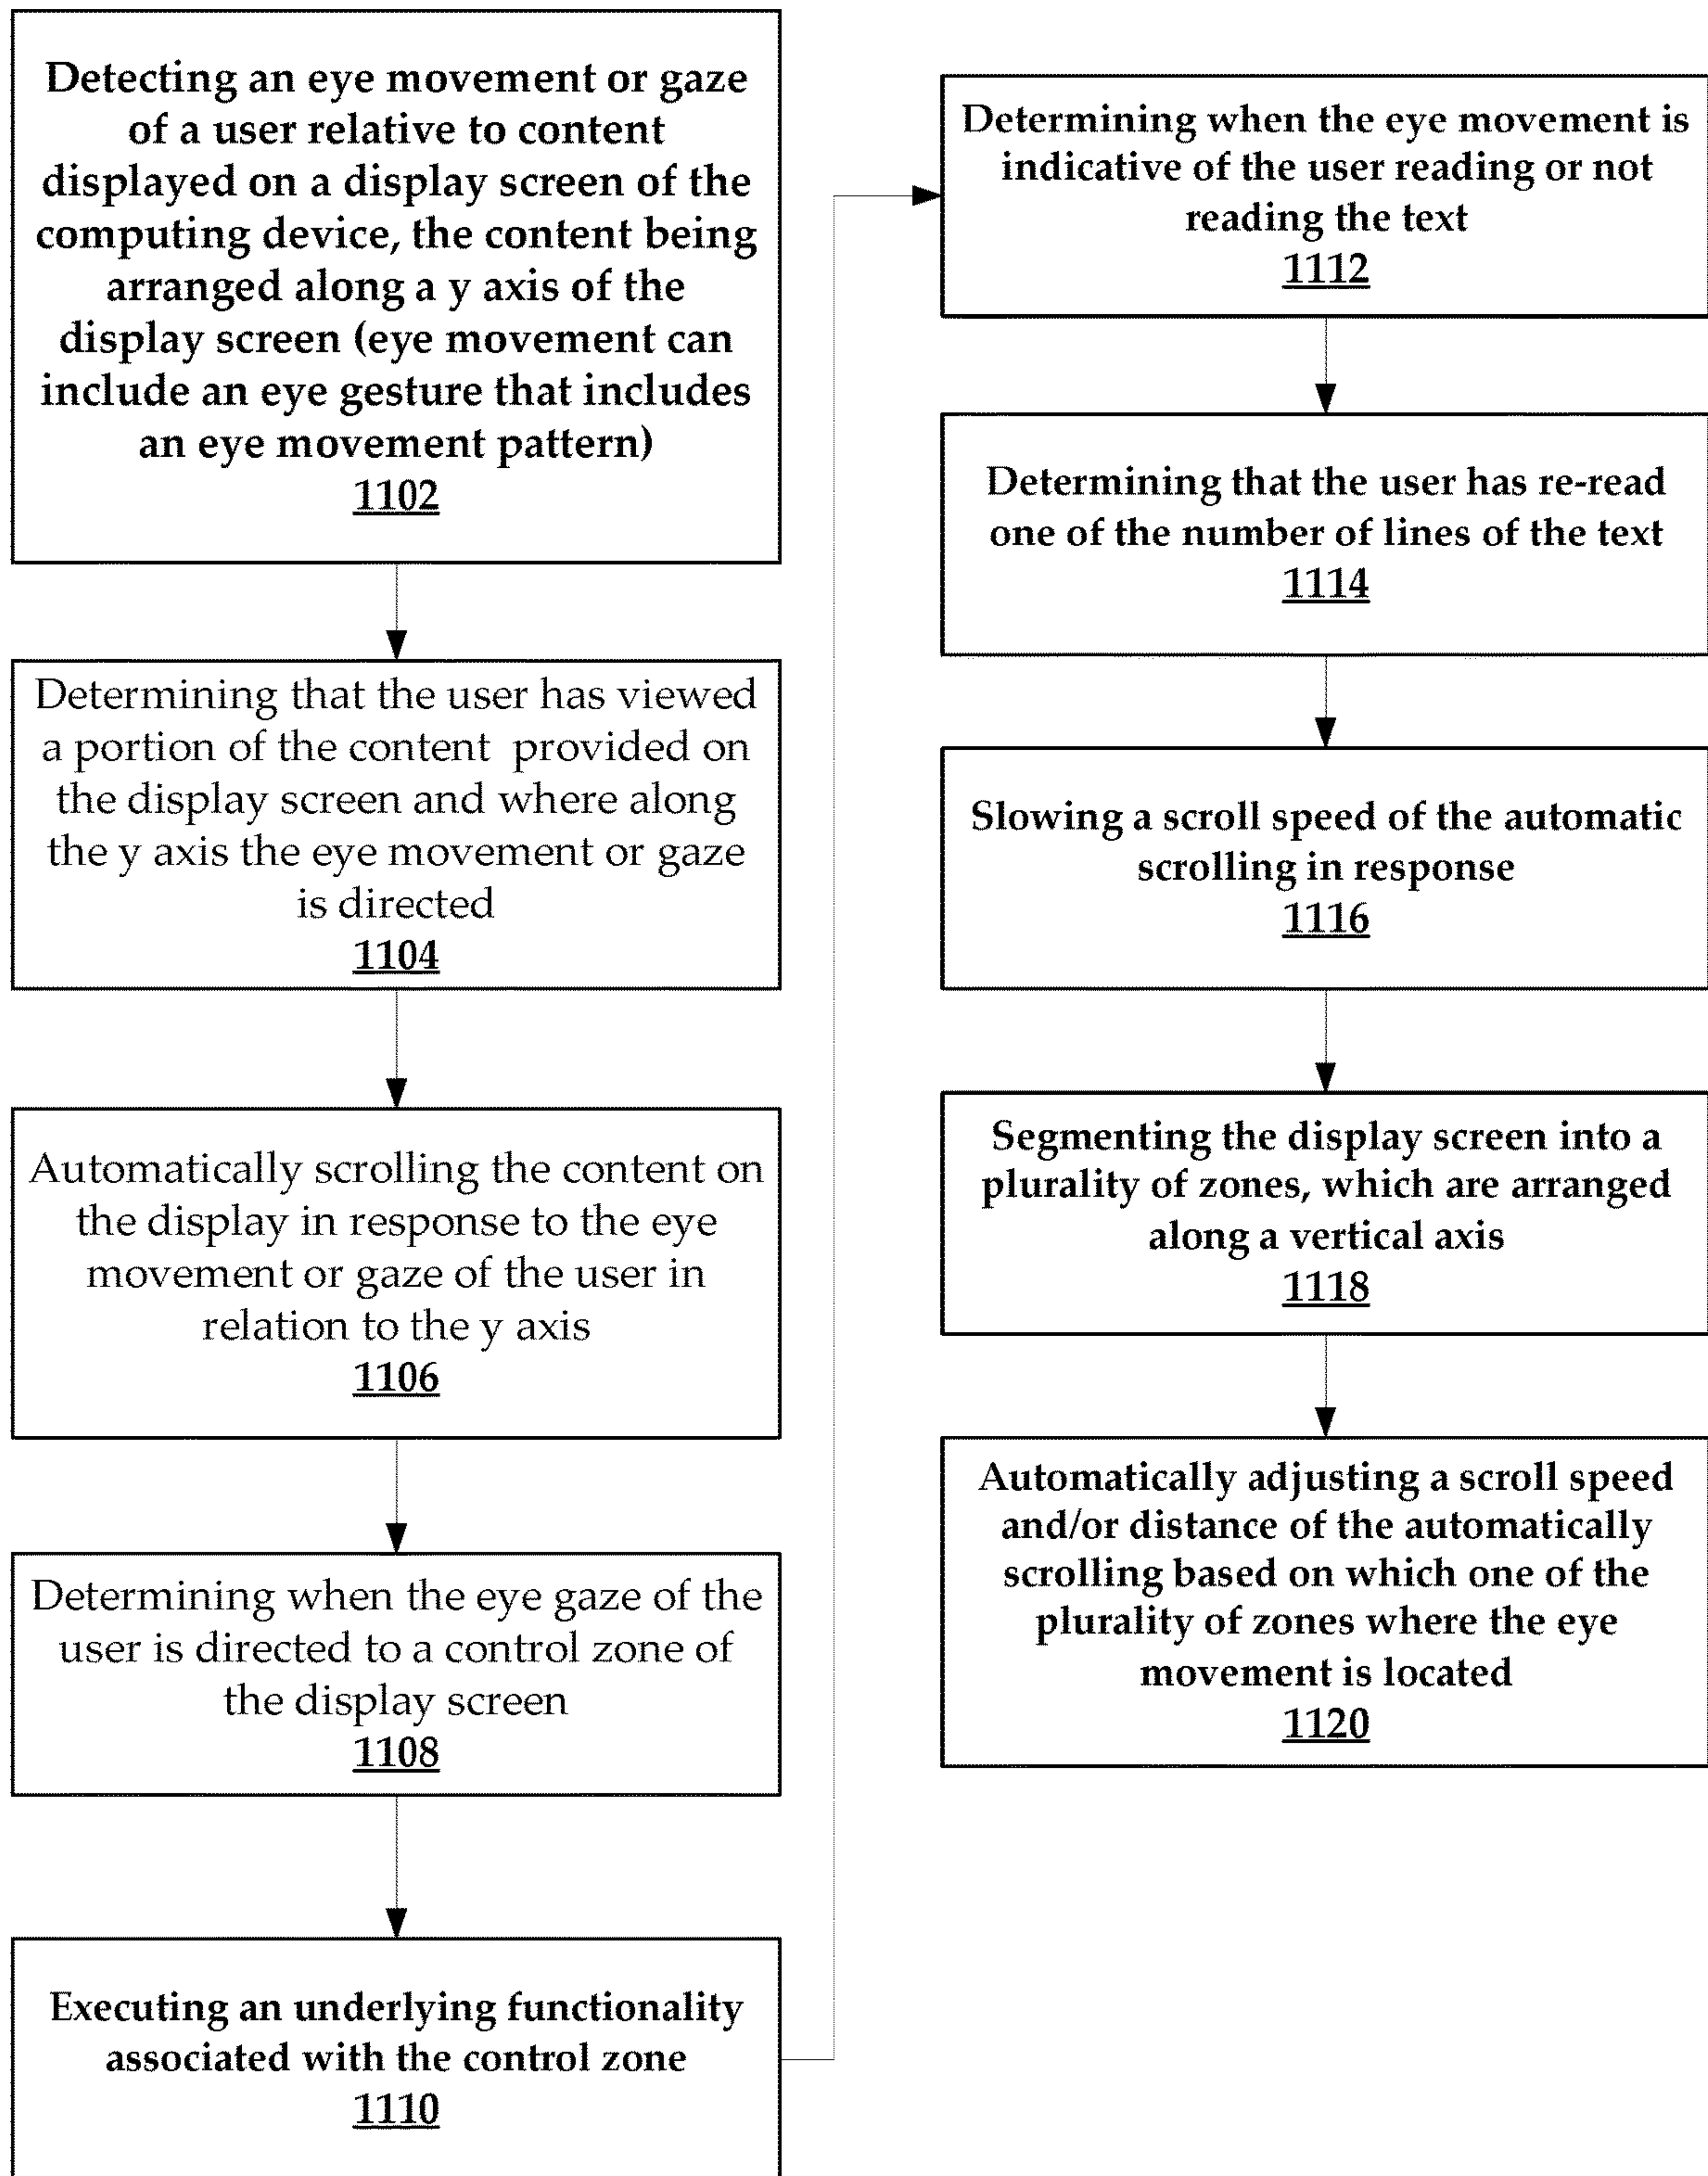 Detecting an eye movement or gaze
of a user relative to content
displayed on a display screen of the
computing device, the content being
arranged along a y axis of the
display screen (eye movement can
include an eye gesture that includes
an eye movement pattern)
1102
Determining that the user has viewed
a portion of the content provided on
the display screen and where along
the y axis the eye movement or gaze
is directed
1104
Automatically scrolling the content on
the display in response to the eye
movement or gaze of the user in
relation to the y axis
1106
Determining when the eye gaze of the
user is directed to a control zone of
the display screen
1108
Executing an underlying functionality
associated with the control zone
1110
Determining when the eye movement is
indicative of the user reading or not
reading the text
1112
Determining that the user has re-read
one of the number of lines of the text
1114
Slowing a scroll speed of the automatic
scrolling in response
1116
Segmenting the display screen into a
plurality of zones, which are arranged
along a vertical axis
1118
Automatically adjusting a scroll speed
and/or distance of the automatically
scrolling based on which one of the
plurality of zones where the eye
movement is located
1120